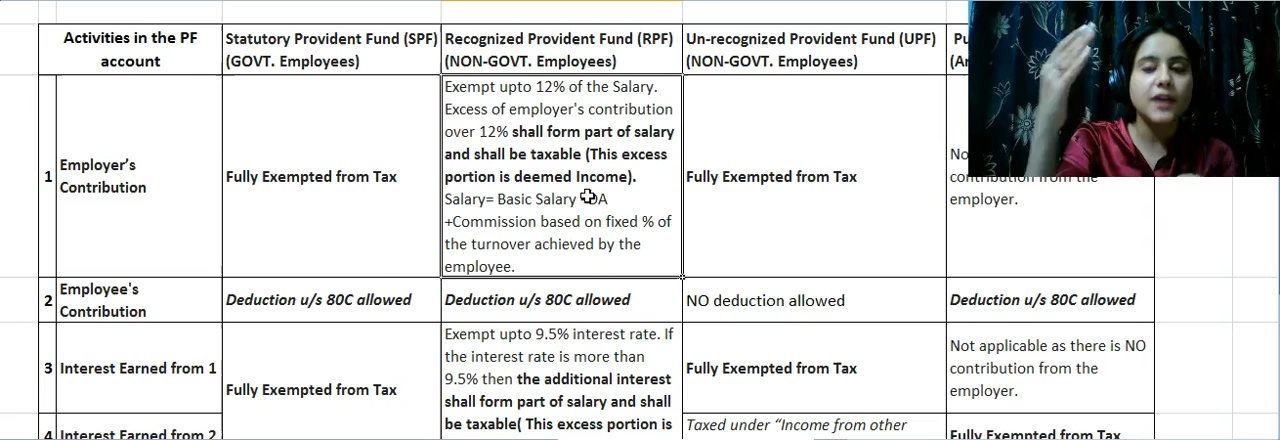 Activities in the PF
account
Statutory Provident Fund (SPF)
(GOVT. Employees)
Recognized Provident Fund (RPF)
(NON-GOVT. Employees)
Un-recognized Provident Fund (UPF)
(NON-GOVT. Employees)
1
Employer’s
Contribution
Fully Exempted from Tax
Exempt upto 12% of the Salary.
Excess of employer's contribution
over 12% shall form part of salary
and shall be taxable (This excess
portion is deemed Income).
Salary= Basic Salary
+Commission based on fixed % of
the turnover achieved by the
employee.
Fully Exempted from Tax
contribution from the
employer.
2
Employee's
Contribution
Deduction u/s 80C allowed
Deduction u/s 80C allowed
NO deduction allowed
Deduction u/s 80C allowed
3
Interest Earned from 1
Fully Exempted from Tax
Exempt upto 9.5% interest rate. If
the interest rate is more than
9.5% then the additional interest
shall form part of salary and shall
be taxable( This excess portion is
Fully Exempted from Tax
Not applicable as there is NO
contribution from the
employer.
4
Interest Earned from 2
Taxed under “Income from other
Fully Exempted from Tax